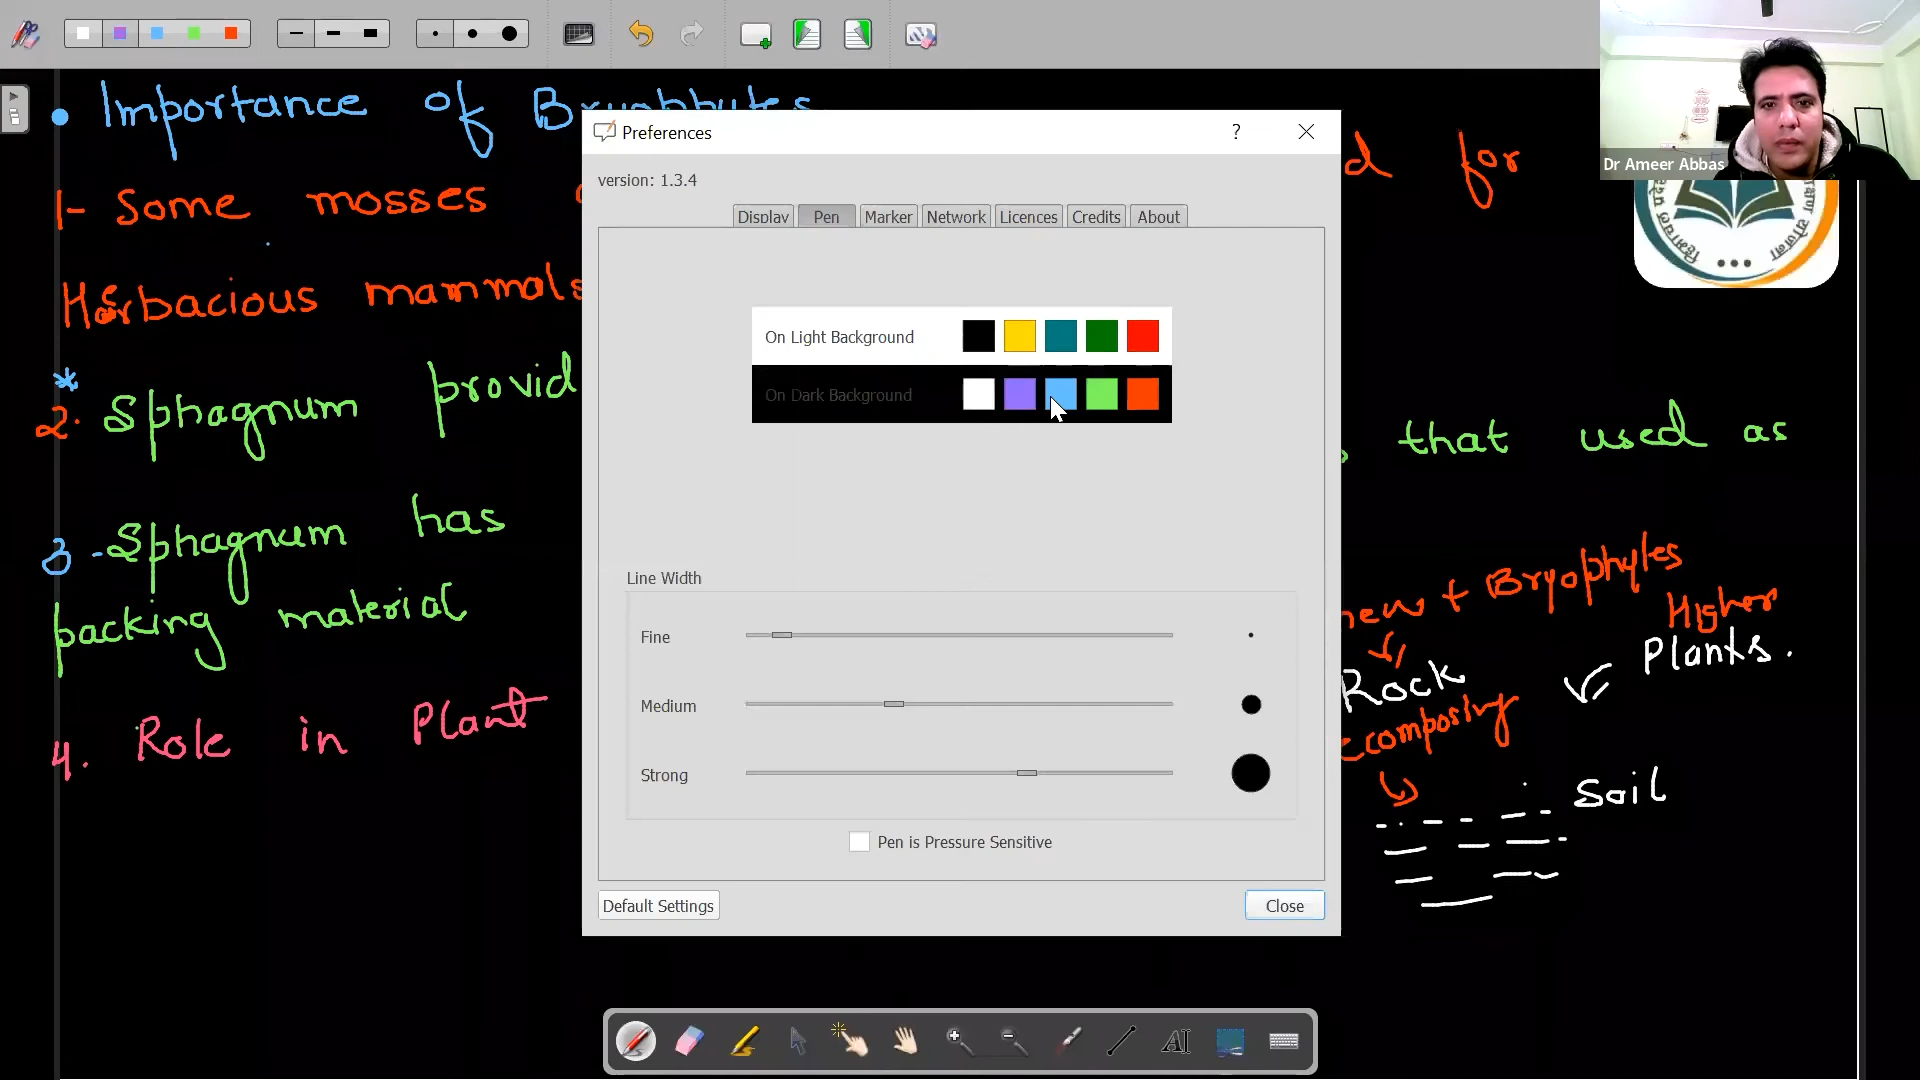 Dr Ameer Abbas
Importance of Bryophytes
1- Some mosses
d for
Herbacious mammals
* 2. Sphagnum provid
that used as
3 - Sphagnum has
packing material
4. Role in Plant
+ Bryophytes
Higher
Plants.
Rock
ecomposing
Soil
Preferences
?
version: 1.3.4
Display Pen Marker Network Licences Credits About
On Light Background
On Dark Background
Line Width
Fine
Medium
Strong
Pen is Pressure Sensitive
Default Settings
Close
AI